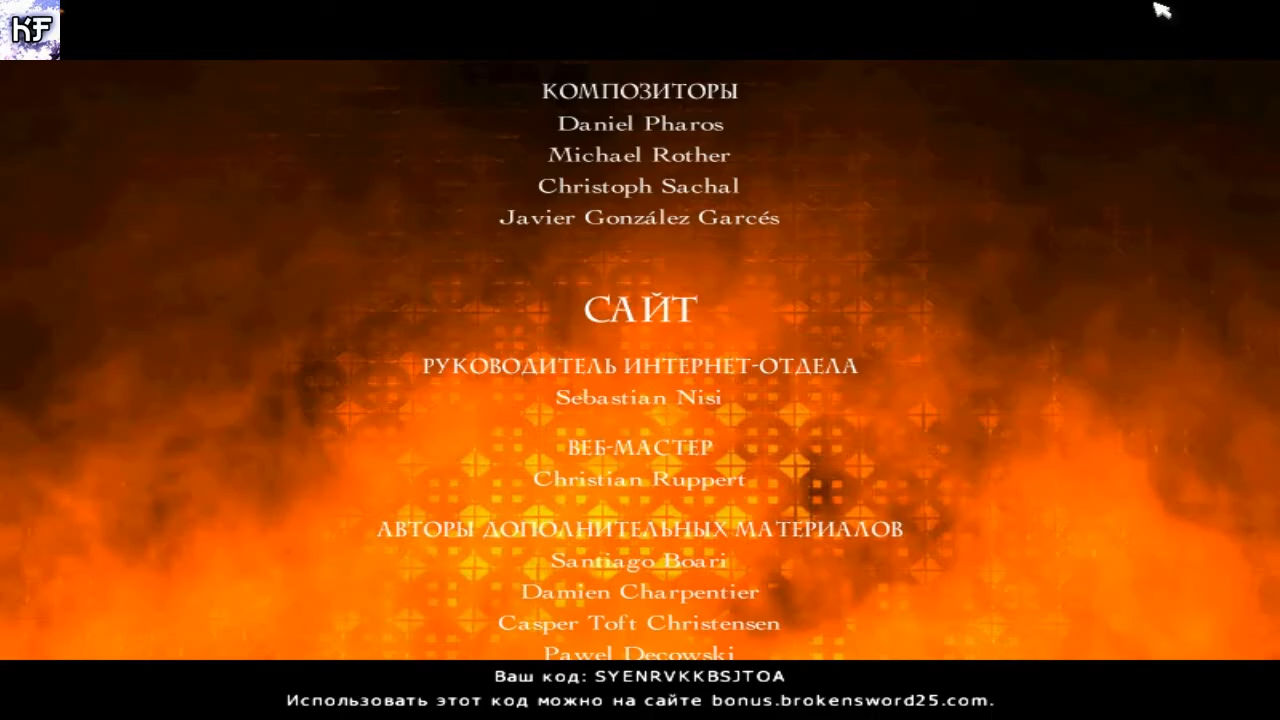 KF
КОМПОЗИТОРЫ
Daniel Pharos
Michael Rother
Christoph Sachal
Javier González Garcés
САЙТ
РУКОВОДИТЕЛЬ ИНТЕРНЕТ-ОТДЕЛА
Sebastian Nisi
ВЕБ-МАСТЕР
Christian Ruppert
АВТОРЫ ДОПОЛНИТЕЛЬНЫХ МАТЕРИАЛОВ
Santiago Boari
Damien Charpentier
Casper Toft Christensen
Pawel Decowski
Ваш код: SYENRVKKBSJTOA
Использовать этот код можно на сайте bonus.brokensword25.com.